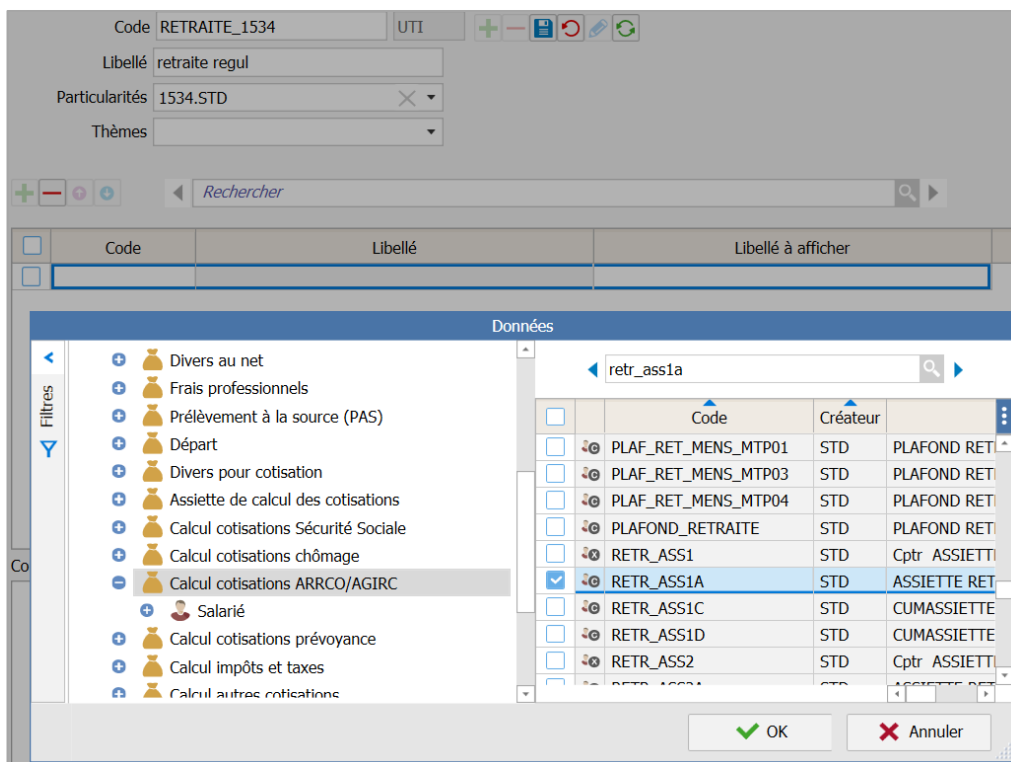 Code RETRAITE_1534 UTI
Libellé retraite regul
Particularités 1534.STD
Thèmes
Rechercher
Code Libellé Libellé à afficher
Données
Filtres
Divers au net
Frais professionnels
Prélèvement à la source (PAS)
Départ
Divers pour cotisation
Assiette de calcul des cotisations
Calcul cotisations Sécurité Sociale
Calcul cotisations chômage
Calcul cotisations ARRCO/AGIRC
Salarié
Calcul cotisations prévoyance
Calcul impôts et taxes
Calcul autres cotisations
retr_ass1a
Code Créateur
PLAF_RET_MENS_MTP01 STD PLAFOND RETI
PLAF_RET_MENS_MTP03 STD PLAFOND RETI
PLAF_RET_MENS_MTP04 STD PLAFOND RETI
PLAFOND_RETRAITE STD PLAFOND RETI
RETR_ASS1 STD Cptr ASSIETTI
RETR_ASS1A STD ASSIETTE RET
RETR_ASS1C STD CUMASSIETTE
RETR_ASS1D STD CUMASSIETTE
RETR_ASS2 STD Cptr ASSIETTI
Co
OK Annuler